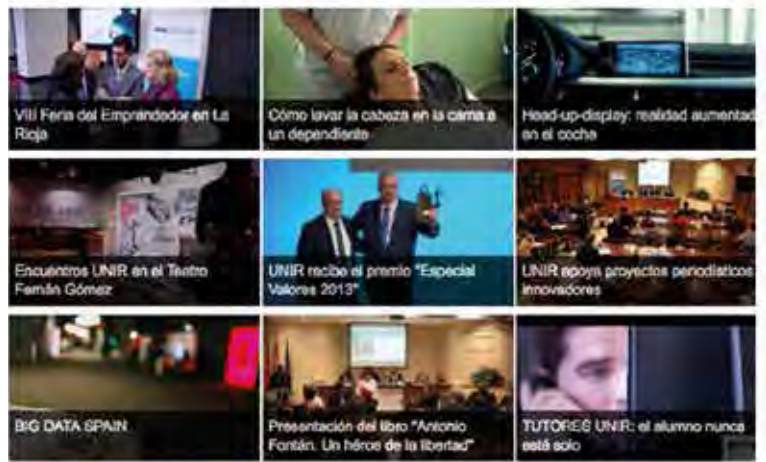 VIII Feria del Emprendedor en La
Rioja
Cómo lavar la cabeza en la cama a
un dependiente
Head-up-display: realidad aumentad
en el coche
Encuentros UNIR en el Teatro
Fernán Gómez
UNIR recibe el premio "Especial
Valores 2013"
UNIR apoya proyectos periodísticos
innovadores
BIG DATA SPAIN
Presentación del libro "Antonio
Fontán. Un héroe de la libertad"
TUTORES UNIR: el alumno nunca
está solo